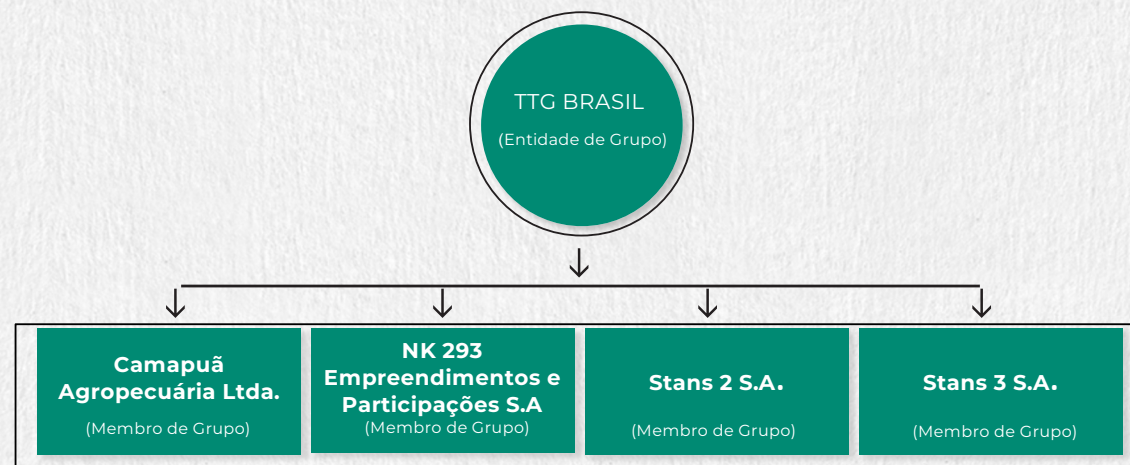 TTG BRASIL
(Entidade de Grupo)
Camapuã
Agropecuária Ltda.
(Membro de Grupo)
NK 293
Empreendimentos e
Participações S.A
(Membro de Grupo)
Stans 2 S.A.
(Membro de Grupo)
Stans 3 S.A.
(Membro de Grupo)